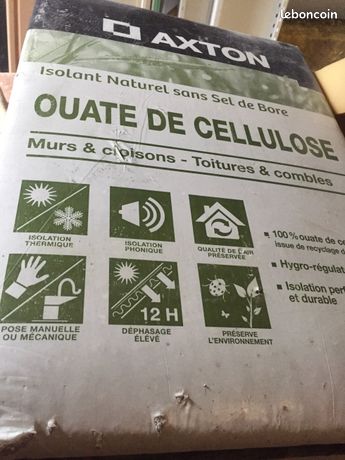 leboncoin
AXTON
Isolant Naturel sans Sel de Bore
OUATE DE CELLULOSE
Murs & cloisons - Toitures & combles
ISOLATION
THERMIQUE
ISOLATION
PHONIQUE
QUALITÉ DE L'AIR
PRÉSERVÉE
100% ouate de ce
issue de recyclage d
Hygro-régulat
Isolation perf
et durable
POSE MANUELLE
OU MÉCANIQUE
12 H
DÉPHASAGE
ÉLEVÉ
PRÉSERVE
L'ENVIRONNEMENT